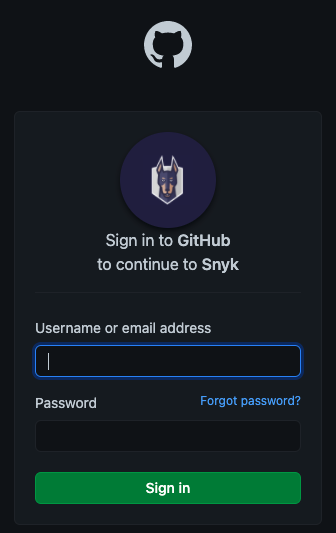 Sign in to GitHub
to continue to Snyk
Username or email address
Password
Forgot password?
Sign in